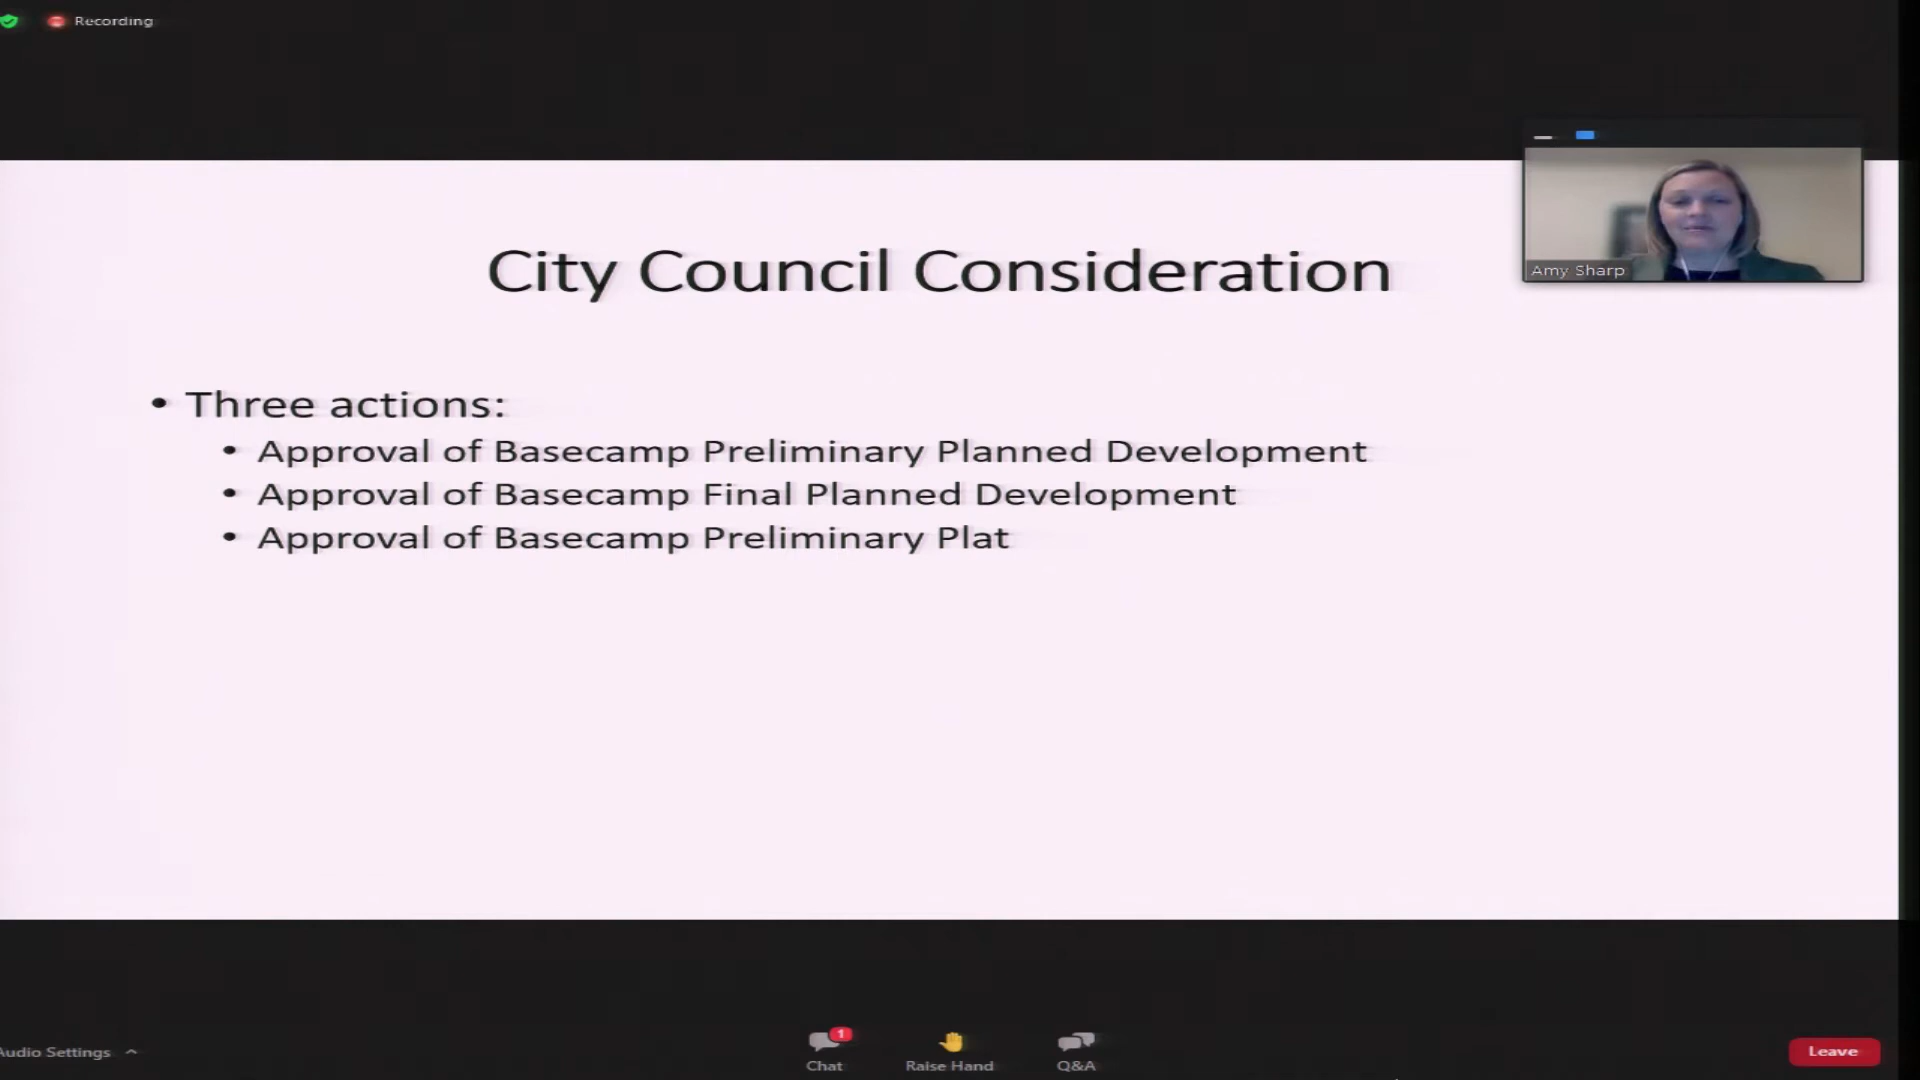 Recording
City Council Consideration
Amy Sharp
• Three actions:
• Approval of Basecamp Preliminary Planned Development
• Approval of Basecamp Final Planned Development
• Approval of Basecamp Preliminary Plat
Audio Settings
1
Chat
Raise Hand
Q&A
Leave